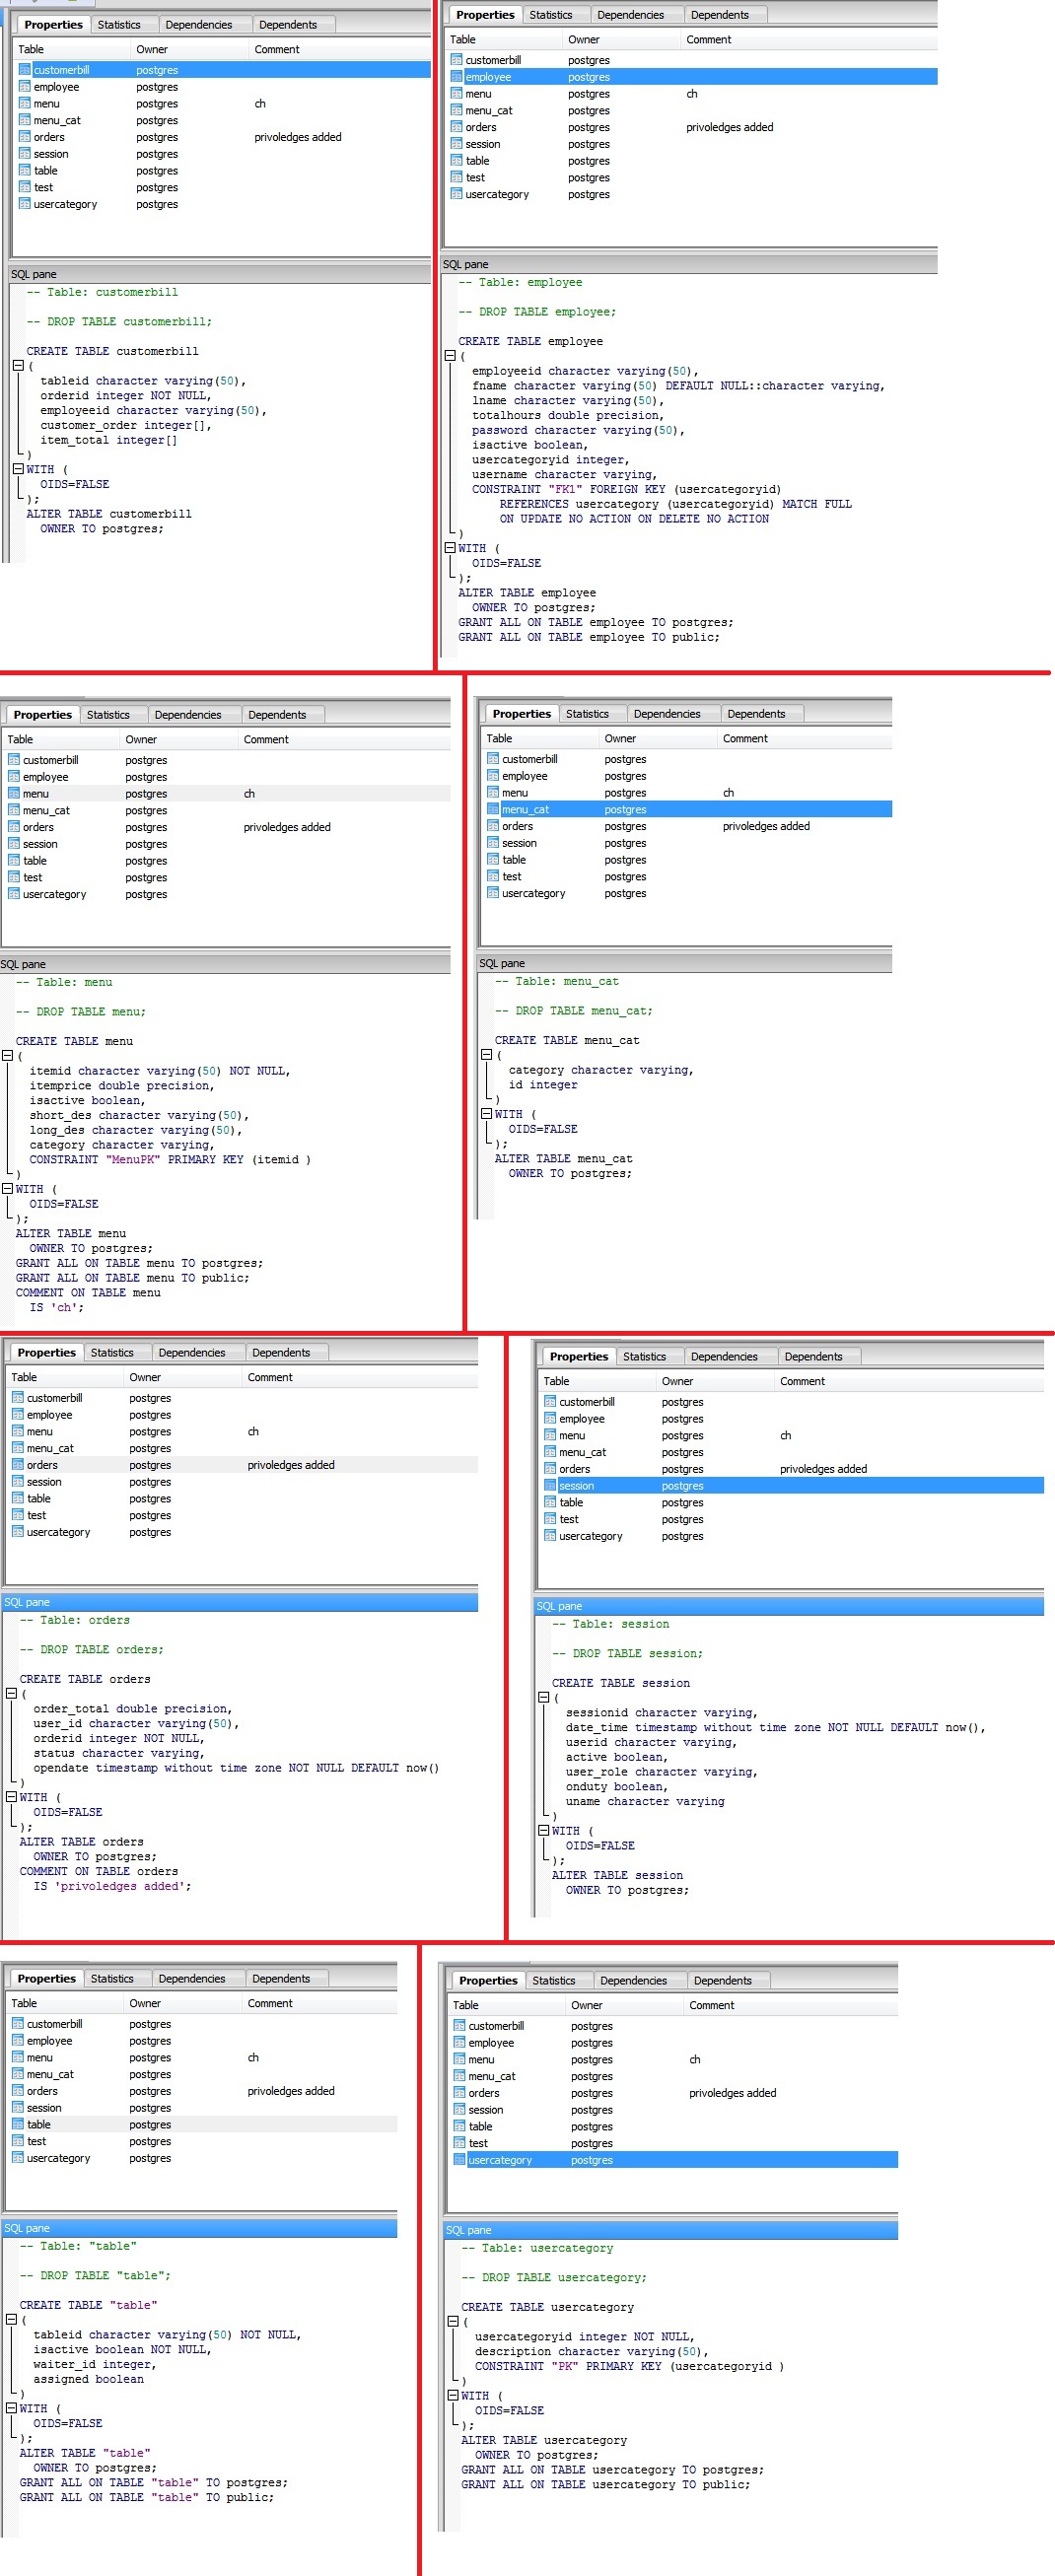 Properties Statistics Dependencies Dependents
Table Owner Comment
customerbill postgres
employee postgres
menu postgres ch
menu_cat postgres
orders postgres privoledges added
session postgres
table postgres
test postgres
usercategory postgres
SQL pane
-- Table: customerbill
-- DROP TABLE customerbill;
CREATE TABLE customerbill
(
tableid character varying(50),
orderid integer NOT NULL,
employeeid character varying(50),
customer_order integer[],
item_total integer[]
)
WITH (
OIDS=FALSE
);
ALTER TABLE customerbill
OWNER TO postgres;
Properties Statistics Dependencies Dependents
Table Owner Comment
customerbill postgres
employee postgres
menu postgres ch
menu_cat postgres
orders postgres privoledges added
session postgres
table postgres
test postgres
usercategory postgres
SQL pane
-- Table: employee
-- DROP TABLE employee;
CREATE TABLE employee
(
employeeid character varying(50),
fname character varying(50) DEFAULT NULL::character varying,
lname character varying(50),
totalhours double precision,
password character varying(50),
isactive boolean,
usercategoryid integer,
username character varying,
CONSTRAINT "FK1" FOREIGN KEY (usercategoryid)
REFERENCES usercategory (usercategoryid) MATCH FULL
ON UPDATE NO ACTION ON DELETE NO ACTION
)
WITH (
OIDS=FALSE
);
ALTER TABLE employee
OWNER TO postgres;
GRANT ALL ON TABLE employee TO postgres;
GRANT ALL ON TABLE employee TO public;
Properties Statistics Dependencies Dependents
Table Owner Comment
customerbill postgres
employee postgres
menu postgres ch
menu_cat postgres
orders postgres privoledges added
session postgres
table postgres
test postgres
usercategory postgres
SQL pane
-- Table: menu
-- DROP TABLE menu;
CREATE TABLE menu
(
itemid character varying(50) NOT NULL,
itemprice double precision,
isactive boolean,
short_des character varying(50),
long_des character varying(50),
category character varying,
CONSTRAINT "MenuPK" PRIMARY KEY (itemid )
)
WITH (
OIDS=FALSE
);
ALTER TABLE menu
OWNER TO postgres;
GRANT ALL ON TABLE menu TO postgres;
GRANT ALL ON TABLE menu TO public;
COMMENT ON TABLE menu
IS 'ch';
Properties Statistics Dependencies Dependents
Table Owner Comment
customerbill postgres
employee postgres
menu postgres ch
menu_cat postgres
orders postgres privoledges added
session postgres
table postgres
test postgres
usercategory postgres
SQL pane
-- Table: menu_cat
-- DROP TABLE menu_cat;
CREATE TABLE menu_cat
(
category character varying,
id integer
)
WITH (
OIDS=FALSE
);
ALTER TABLE menu_cat
OWNER TO postgres;
Properties Statistics Dependencies Dependents
Table Owner Comment
customerbill postgres
employee postgres
menu postgres ch
menu_cat postgres
orders postgres privoledges added
session postgres
table postgres
test postgres
usercategory postgres
SQL pane
-- Table: orders
-- DROP TABLE orders;
CREATE TABLE orders
(
order_total double precision,
user_id character varying(50),
orderid integer NOT NULL,
status character varying,
opendate timestamp without time zone NOT NULL DEFAULT now()
)
WITH (
OIDS=FALSE
);
ALTER TABLE orders
OWNER TO postgres;
COMMENT ON TABLE orders
IS 'privoledges added';
Properties Statistics Dependencies Dependents
Table Owner Comment
customerbill postgres
employee postgres
menu postgres ch
menu_cat postgres
orders postgres privoledges added
session postgres
table postgres
test postgres
usercategory postgres
SQL pane
-- Table: session
-- DROP TABLE session;
CREATE TABLE session
(
sessionid character varying,
date_time timestamp without time zone NOT NULL DEFAULT now(),
userid character varying,
active boolean,
user_role character varying,
onduty boolean,
uname character varying
)
WITH (
OIDS=FALSE
);
ALTER TABLE session
OWNER TO postgres;
Properties Statistics Dependencies Dependents
Table Owner Comment
customerbill postgres
employee postgres
menu postgres ch
menu_cat postgres
orders postgres privoledges added
session postgres
table postgres
test postgres
usercategory postgres
SQL pane
-- Table: "table"
-- DROP TABLE "table";
CREATE TABLE "table"
(
tableid character varying(50) NOT NULL,
isactive boolean NOT NULL,
waiter_id integer,
assigned boolean
)
WITH (
OIDS=FALSE
);
ALTER TABLE "table"
OWNER TO postgres;
GRANT ALL ON TABLE "table" TO postgres;
GRANT ALL ON TABLE "table" TO public;
Properties Statistics Dependencies Dependents
Table Owner Comment
customerbill postgres
employee postgres
menu postgres ch
menu_cat postgres
orders postgres privoledges added
session postgres
table postgres
test postgres
usercategory postgres
SQL pane
-- Table: usercategory
-- DROP TABLE usercategory;
CREATE TABLE usercategory
(
usercategoryid integer NOT NULL,
description character varying(50),
CONSTRAINT "PK" PRIMARY KEY (usercategoryid )
)
WITH (
OIDS=FALSE
);
ALTER TABLE usercategory
OWNER TO postgres;
GRANT ALL ON TABLE usercategory TO postgres;
GRANT ALL ON TABLE usercategory TO public;